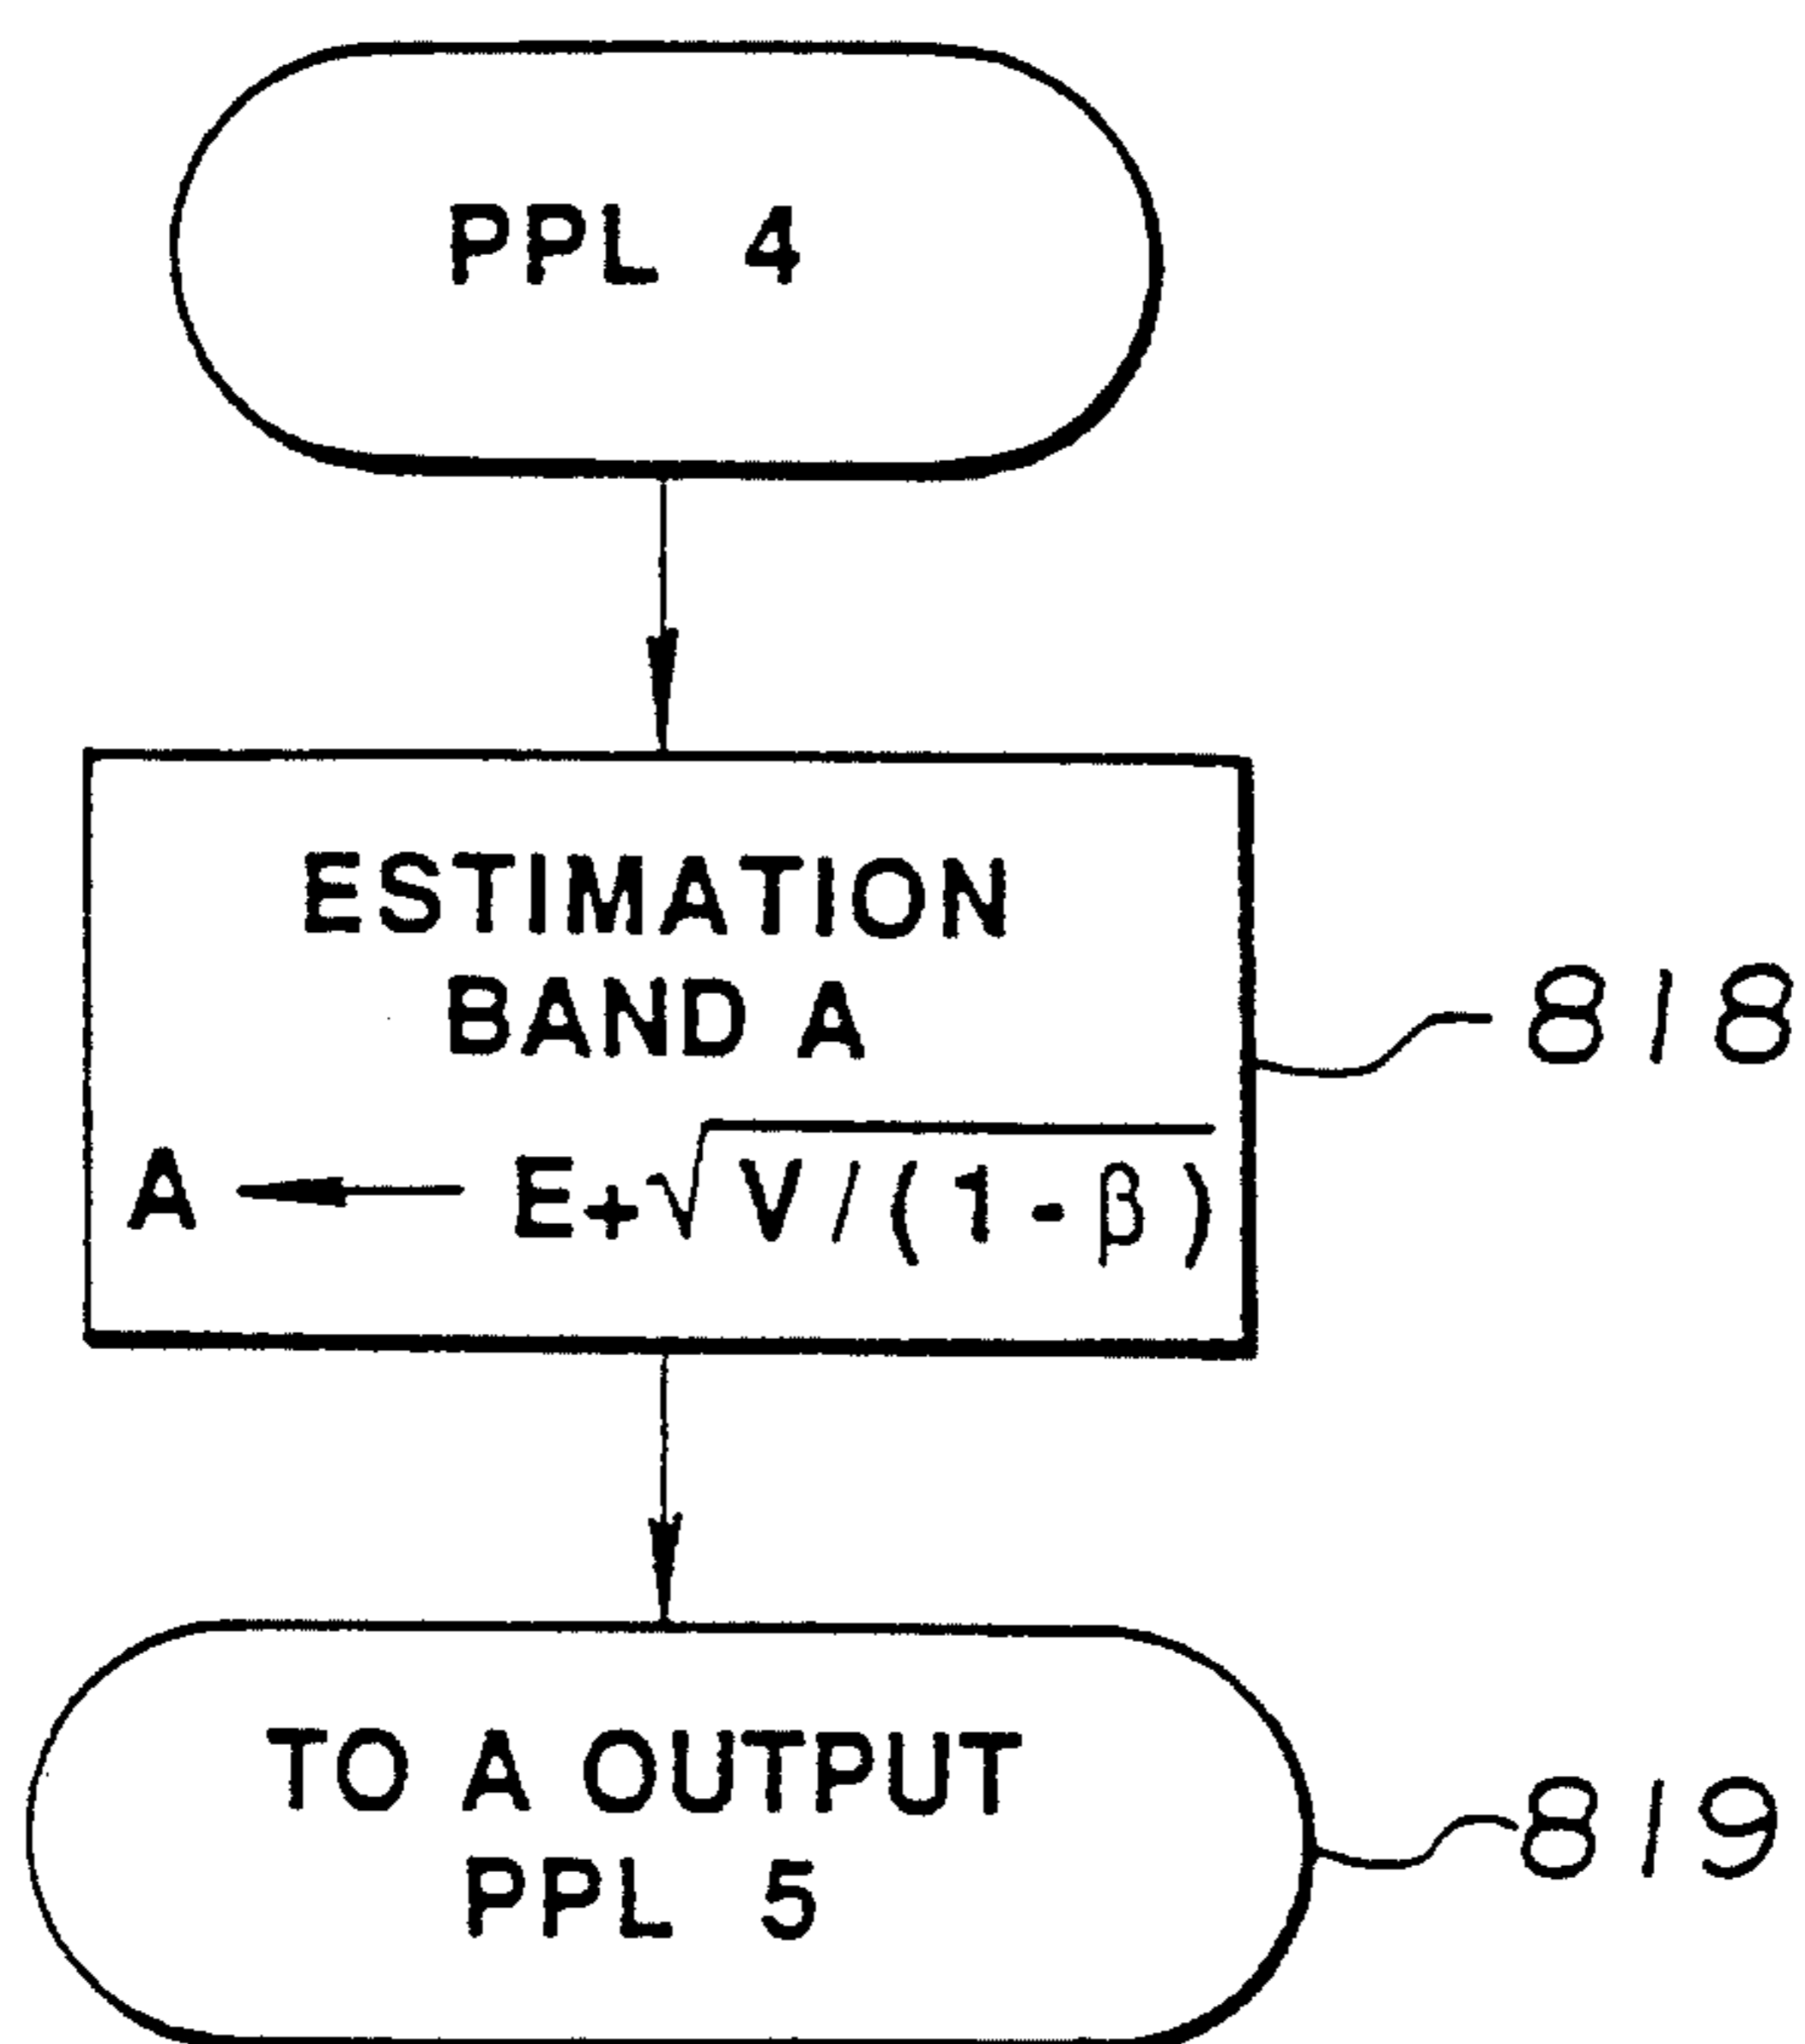 PPL 4
ESTIMATION
BAND A
818
A ← E+√V/(1-β)
TO A OUTPUT
819
PPL 5